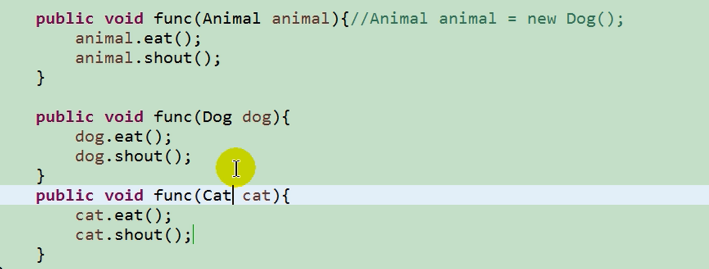 public void func(Animal animal){//Animal animal = new Dog();
animal.eat();
animal.shout();
}
public void func(Dog dog){
dog.eat();
dog.shout();
}
public void func(Cat cat){
cat.eat();
cat.shout();
}